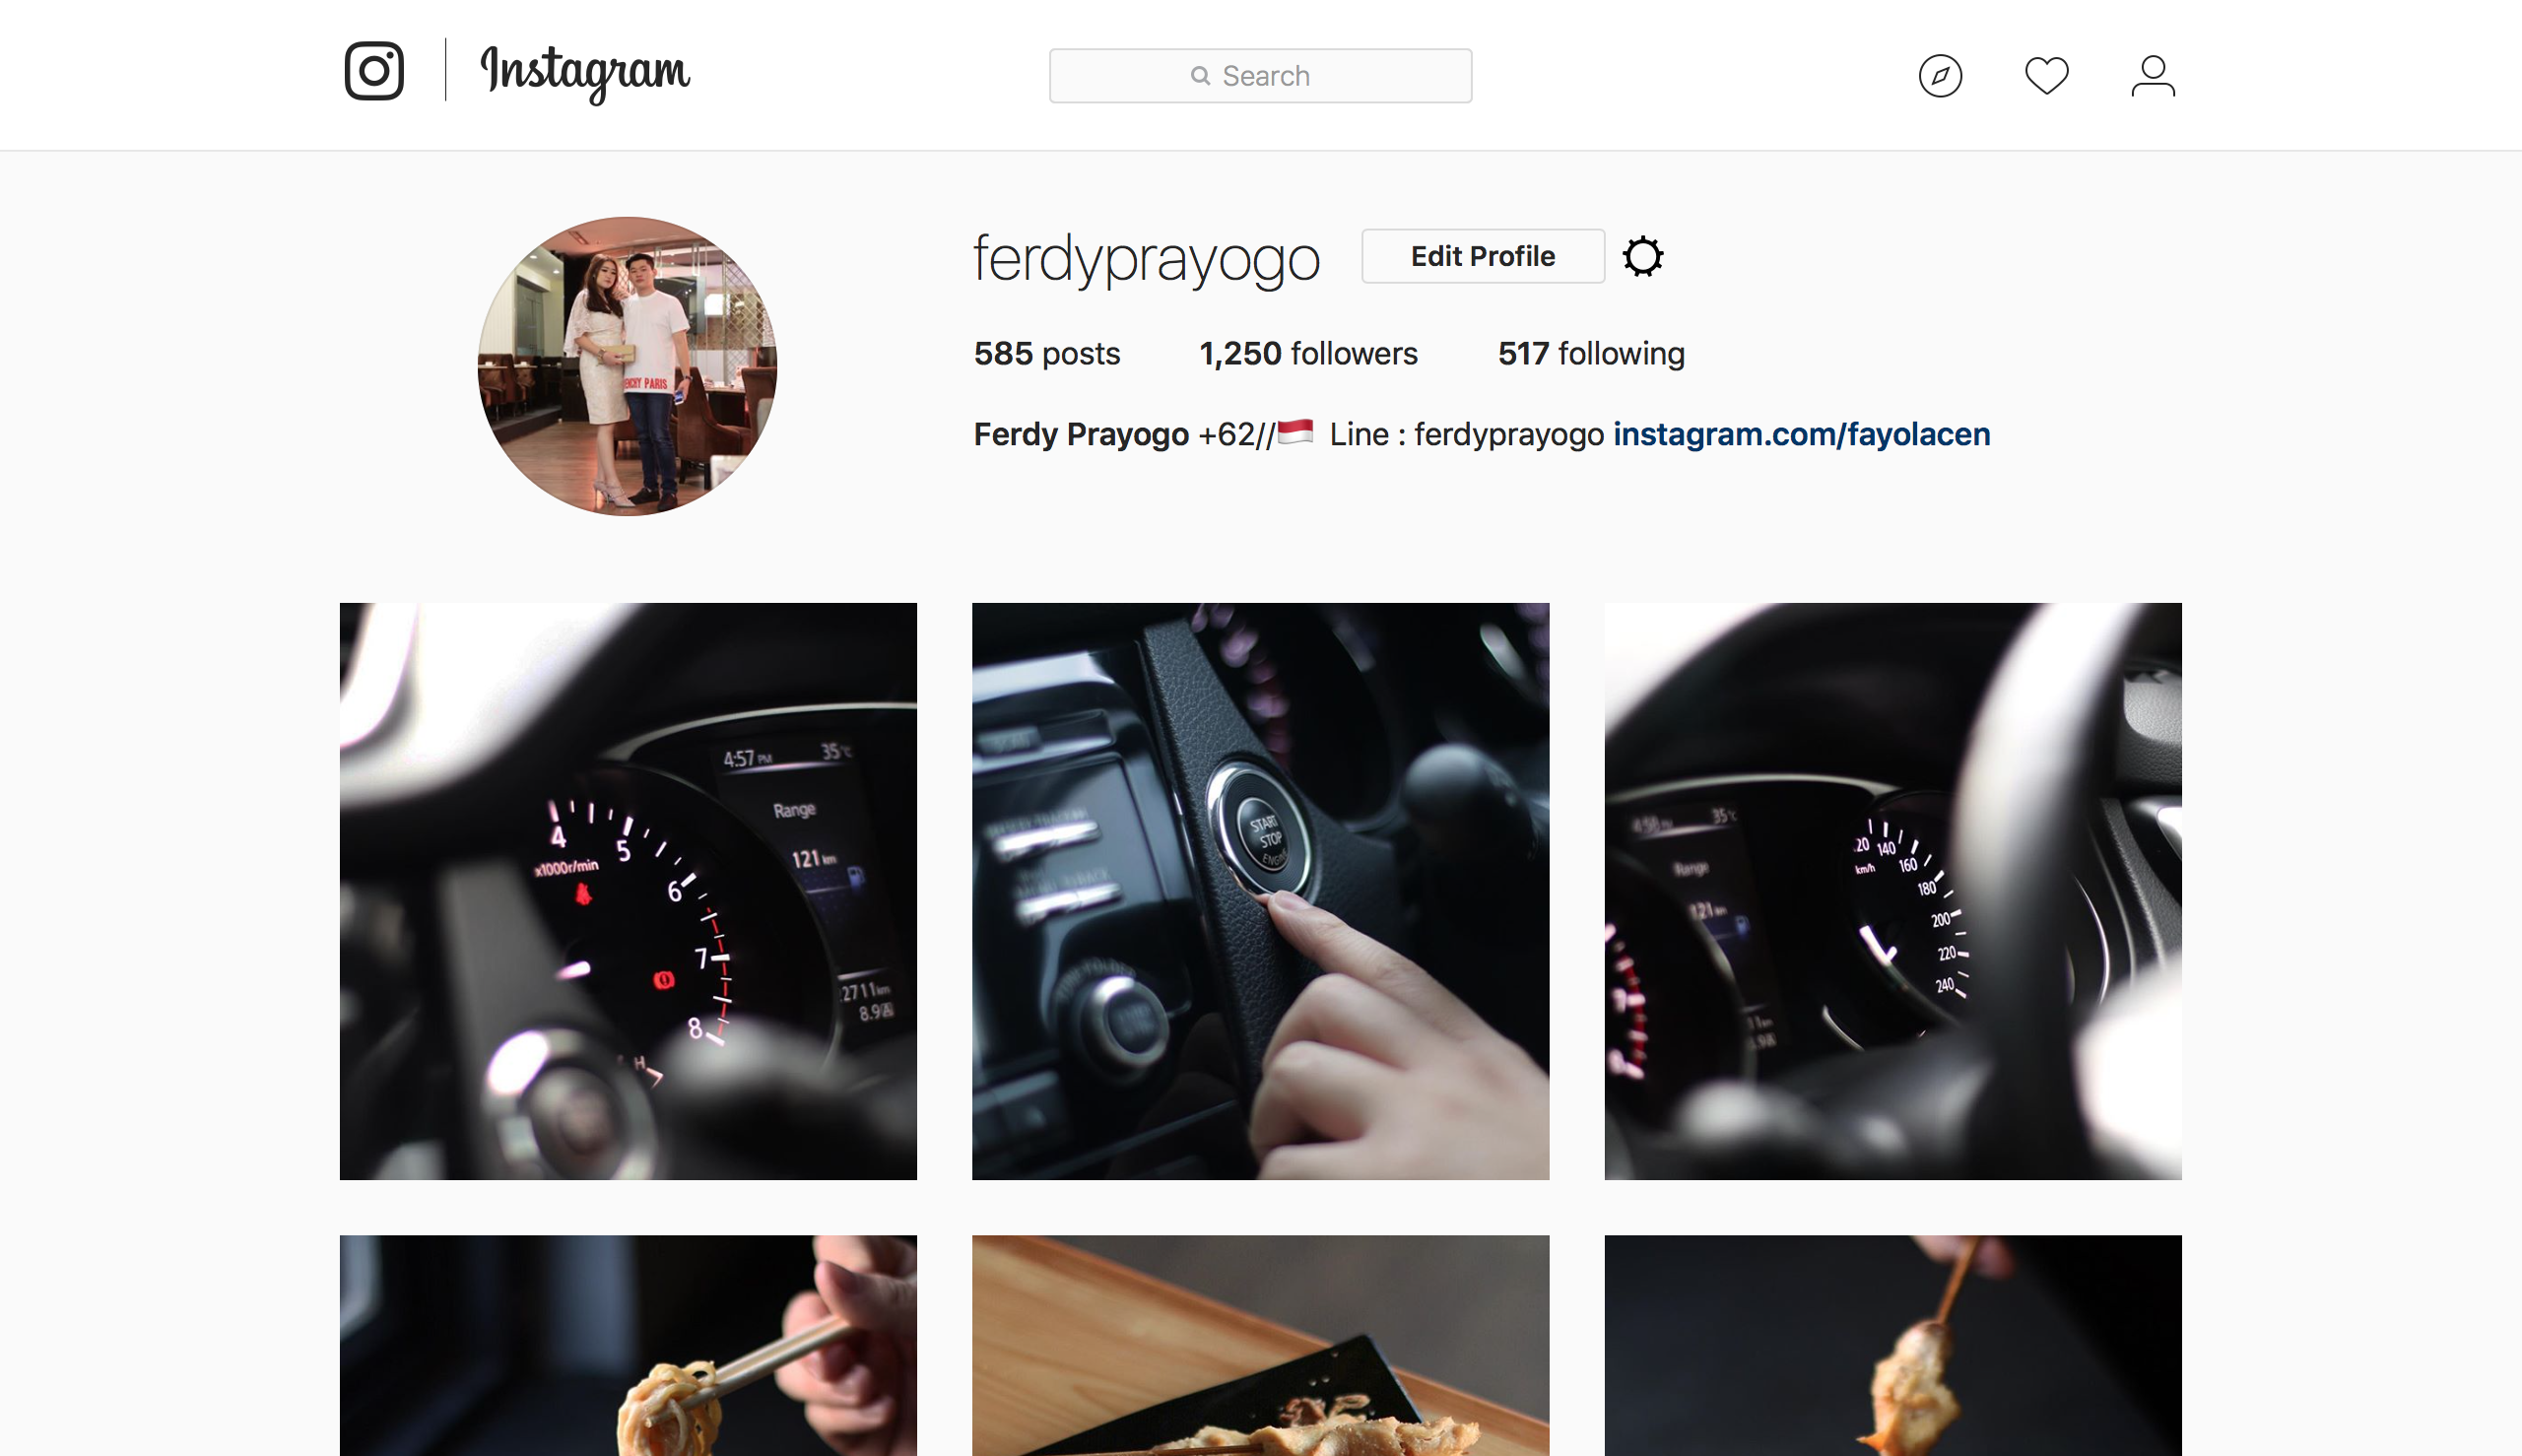 Instagram
Search
ferdyprayogo
Edit Profile
585 posts 1,250 followers 517 following
Ferdy Prayogo +62//🇮🇩 Line : ferdyprayogo instagram.com/fayolacen
PARIS
4:57 PM 35°C
Range
121 km
4
5
x1000r/min
6
7
8
2711 km
8.9
H
START
STOP
ENGINE
35°C
Range
121 km
20 140
km/h 160
180
200
220
240